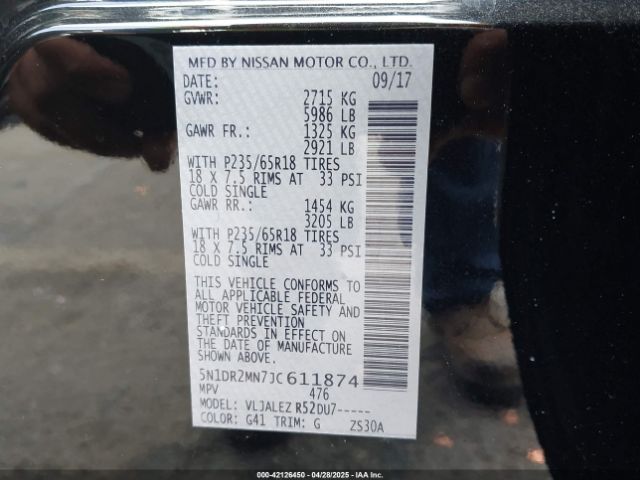 MFD BY NISSAN MOTOR CO., LTD.
DATE: 09/17
GVWR: 2715 KG
5986 LB
GAWR FR.: 1325 KG
2921 LB
WITH P235/65R18 TIRES
18 X 7.5 RIMS AT 33 PSI
COLD SINGLE
GAWR RR.: 1454 KG
3205 LB
WITH P235/65R18 TIRES
18 X 7.5 RIMS AT 33 PSI
COLD SINGLE
THIS VEHICLE CONFORMS TO
ALL APPLICABLE FEDERAL
MOTOR VEHICLE SAFETY AND
THEFT PREVENTION
STANDARDS IN EFFECT ON
THE DATE OF MANUFACTURE
SHOWN ABOVE.
5N1DR2MN7JC611874
MPV 476
MODEL: VLJALEZ R52DU7-----
COLOR: G41 TRIM: G ZS30A
000-42126450 - 04/28/2025 - © IAA, Inc.